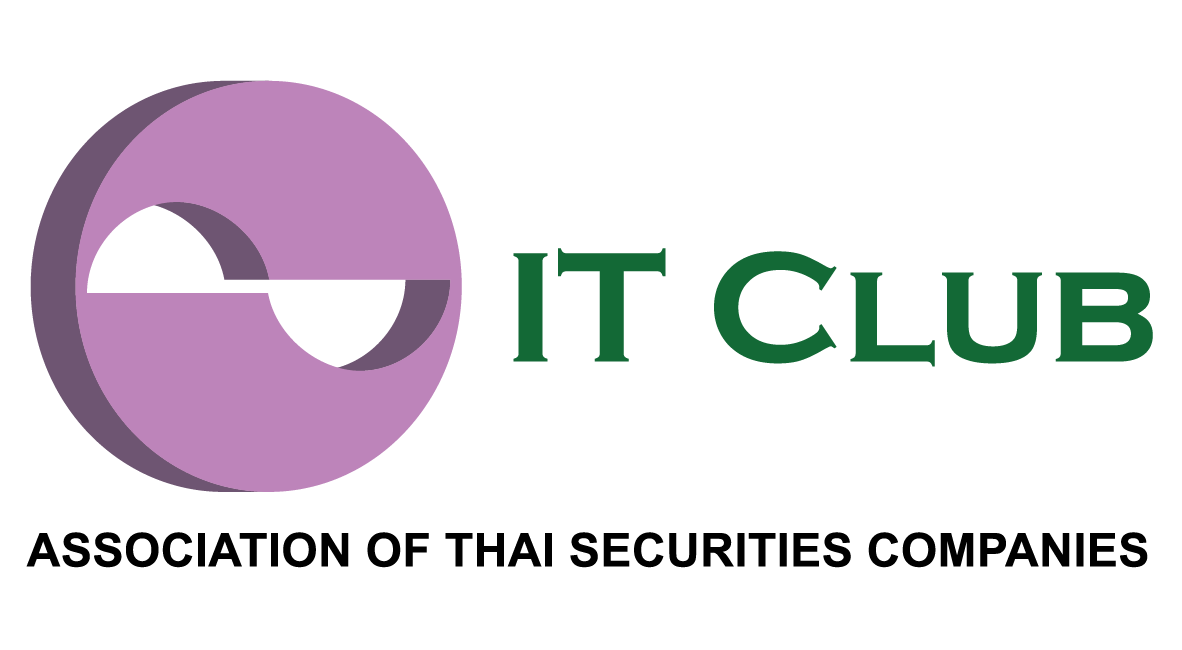 IT CLUB
ASSOCIATION OF THAI SECURITIES COMPANIES